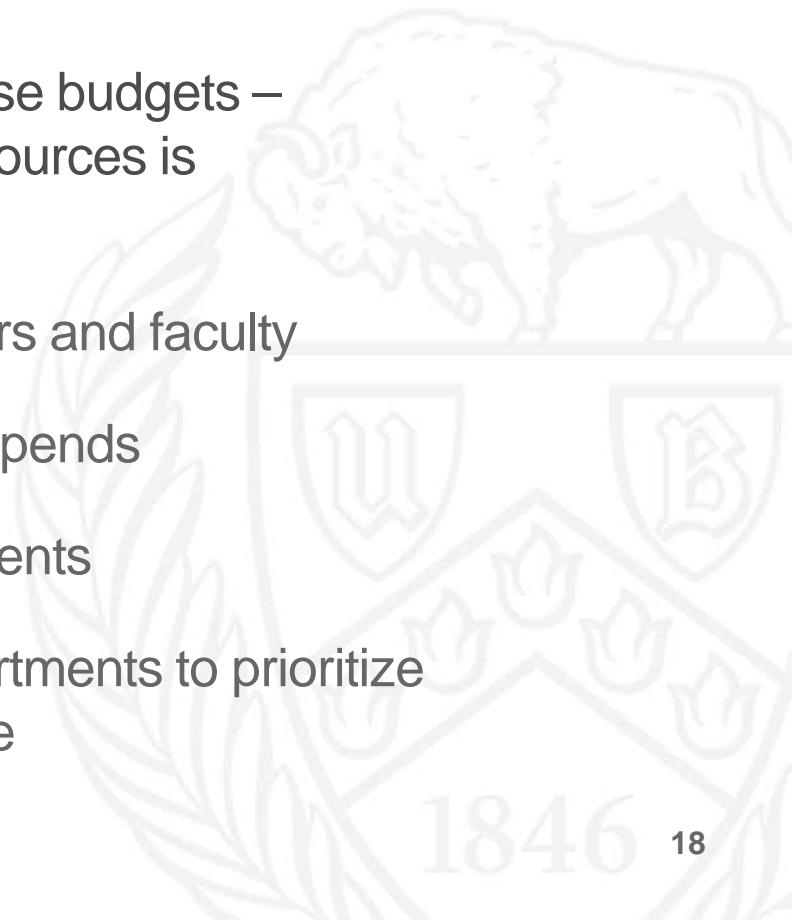 se budgets –
ources is
rs and faculty
pends
ents
rtments to prioritize
e
U B
1846
18